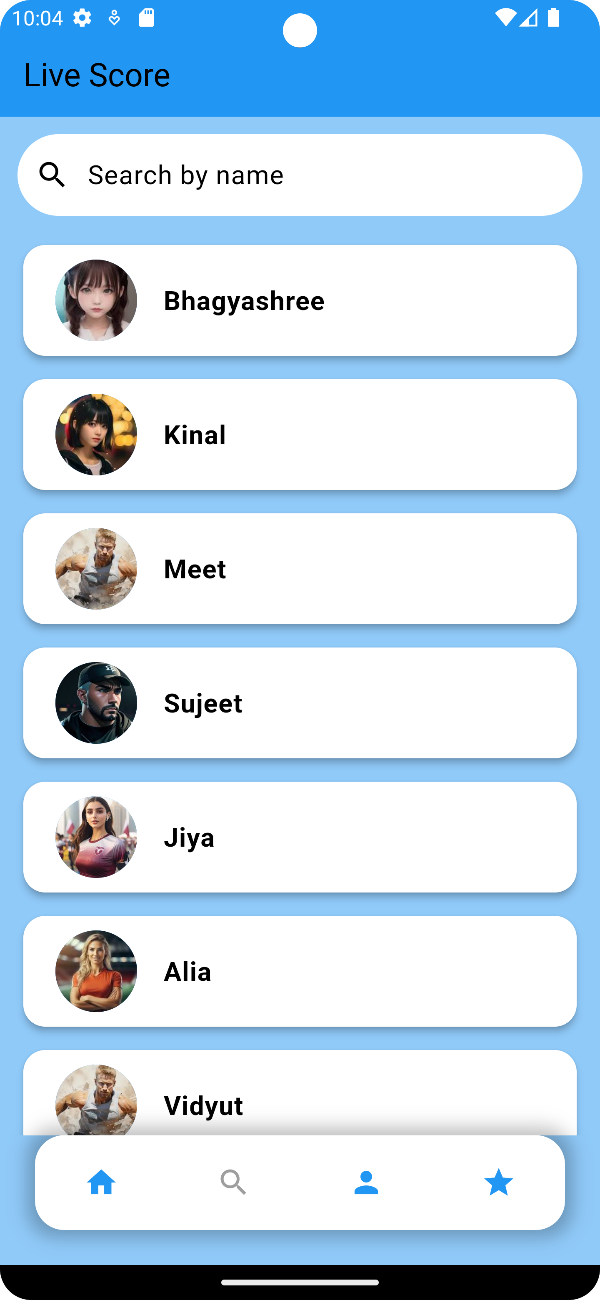 10:04
Live Score
Search by name
Bhagyashree
Kinal
Meet
Sujeet
Jiya
Alia
Vidyut